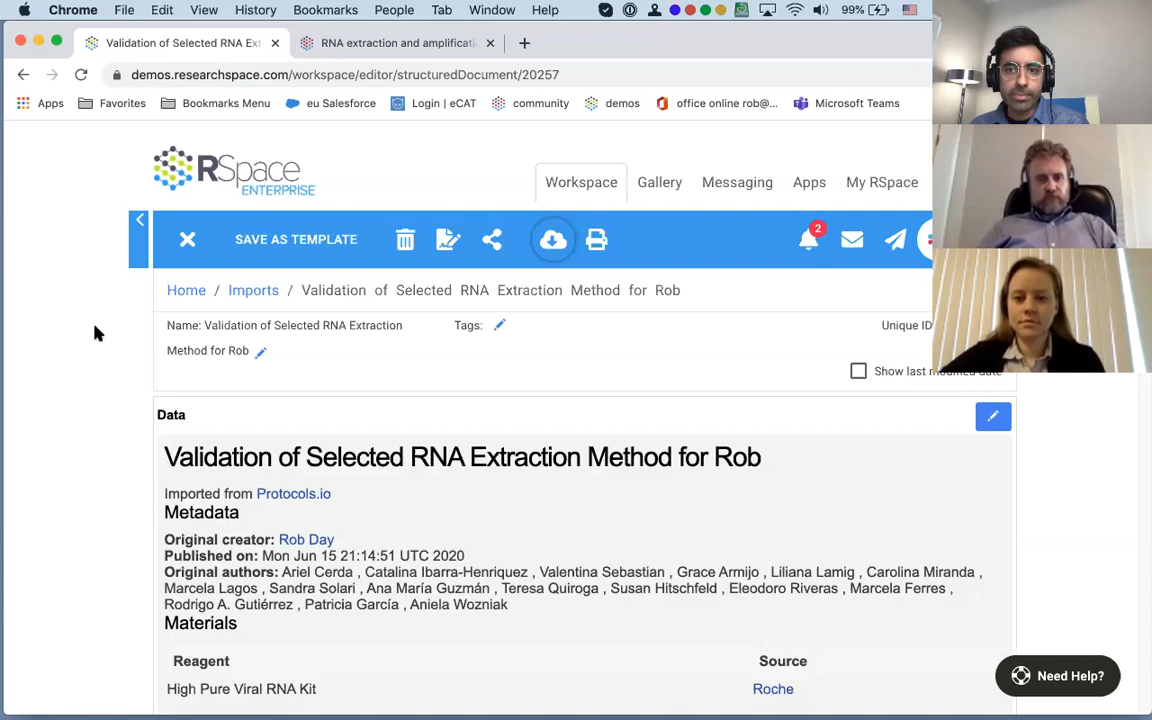 Chrome File Edit View History Bookmarks People Tab Window Help 99%
Validation of Selected RNA Ext
RNA extraction and amplificati
demos.researchspace.com/workspace/editor/structuredDocument/20257
Apps Favorites Bookmarks Menu eu Salesforce Login | eCAT community demos office online rob@... Microsoft Teams
RSpace
ENTERPRISE
Workspace Gallery Messaging Apps My RSpace
SAVE AS TEMPLATE 2
Home / Imports / Validation of Selected RNA Extraction Method for Rob
Name: Validation of Selected RNA Extraction Tags: Unique ID
Method for Rob
Show last modified date
Data
Validation of Selected RNA Extraction Method for Rob
Imported from Protocols.io
Metadata
Original creator: Rob Day
Published on: Mon Jun 15 21:14:51 UTC 2020
Original authors: Ariel Cerda , Catalina Ibarra-Henriquez , Valentina Sebastian , Grace Armijo , Liliana Lamig , Carolina Miranda ,
Marcela Lagos , Sandra Solari , Ana María Guzmán , Teresa Quiroga , Susan Hitschfeld , Eleodoro Riveras , Marcela Ferres ,
Rodrigo A. Gutiérrez , Patricia García , Aniela Wozniak
Materials
Reagent Source
High Pure Viral RNA Kit Roche
Need Help?